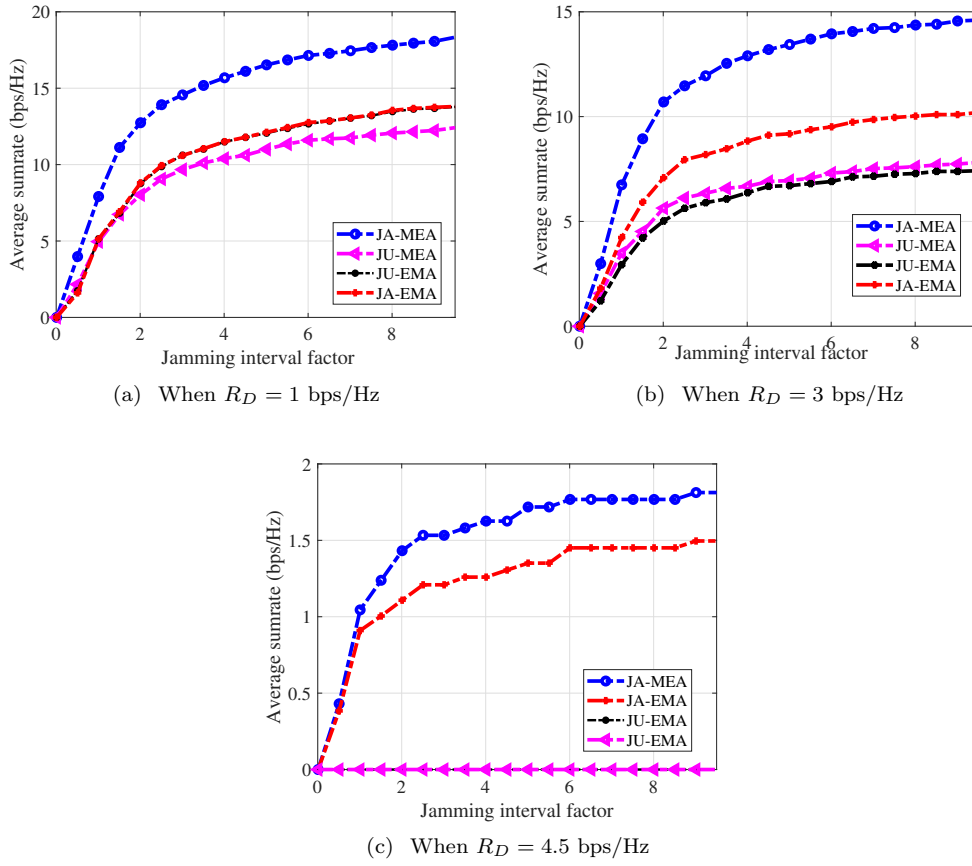 20
15
10
5
0
0
2
4
6
8
Average sumrate (bps/Hz)
Jamming interval factor
JA-MEA
JU-MEA
JU-EMA
JA-EMA
(a) When R_D = 1 bps/Hz
15
10
5
0
0
2
4
6
8
Average sumrate (bps/Hz)
Jamming interval factor
JA-MEA
JU-MEA
JU-EMA
JA-EMA
(b) When R_D = 3 bps/Hz
2
1.5
1
0.5
0
0
2
4
6
8
Average sumrate (bps/Hz)
Jamming interval factor
JA-MEA
JA-EMA
JU-EMA
JU-EMA
(c) When R_D = 4.5 bps/Hz